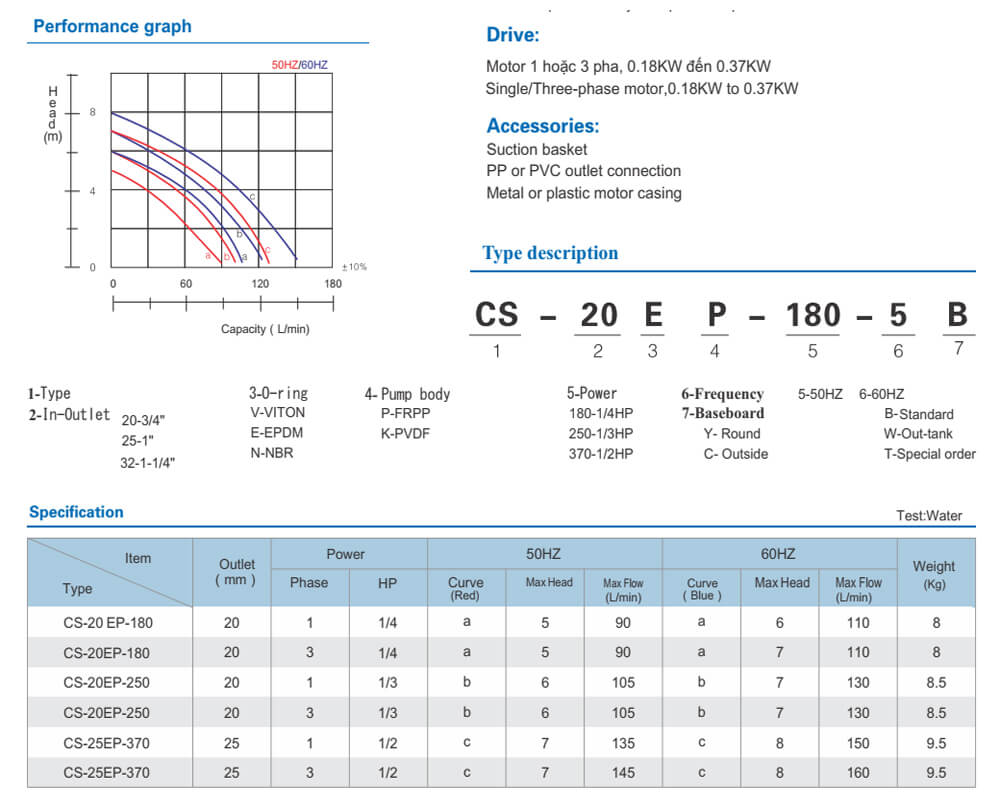 Performance graph
50HZ/60HZ
Head
(m)
8
4
0
a b a c
b
c
±10%
0 60 120 180
Capacity ( L/min)
Drive:
Motor 1 hoặc 3 pha, 0.18KW đến 0.37KW
Single/Three-phase motor,0.18KW to 0.37KW
Accessories:
Suction basket
PP or PVC outlet connection
Metal or plastic motor casing
Type description
CS - 20 E P - 180 - 5 B
1 2 3 4 5 6 7
1-Type
2-In-Outlet
20-3/4"
25-1"
32-1-1/4"
3-O-ring
V-VITON
E-EPDM
N-NBR
4- Pump body
P-FRPP
K-PVDF
5-Power
180-1/4HP
250-1/3HP
370-1/2HP
6-Frequency 5-50HZ 6-60HZ
7-Baseboard B-Standard
Y- Round W-Out-tank
C- Outside T-Special order
Specification
Test:Water
Item
Type
Outlet
( mm )
Power
Phase HP
50HZ
Curve
(Red)
Max Head
Max Flow
(L/min)
60HZ
Curve
( Blue )
Max Head
Max Flow
(L/min)
Weight
(Kg)
CS-20 EP-180 20 1 1/4 a 5 90 a 6 110 8
CS-20EP-180 20 3 1/4 a 5 90 a 7 110 8
CS-20EP-250 20 1 1/3 b 6 105 b 7 130 8.5
CS-20EP-250 20 3 1/3 b 6 105 b 7 130 8.5
CS-25EP-370 25 1 1/2 c 7 135 c 8 150 9.5
CS-25EP-370 25 3 1/2 c 7 145 c 8 160 9.5